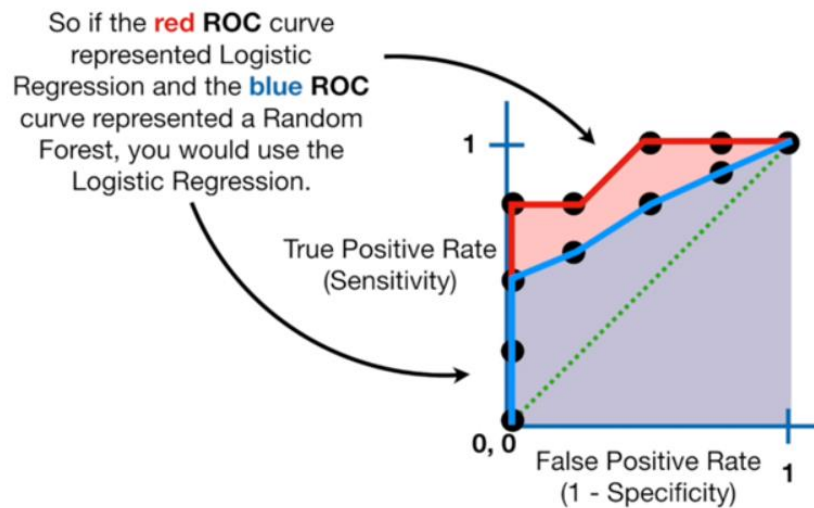 So if the red ROC curve
represented Logistic
Regression and the blue ROC
curve represented a Random
Forest, you would use the
Logistic Regression.
1
True Positive Rate
(Sensitivity)
0, 0
False Positive Rate
(1 - Specificity)
1